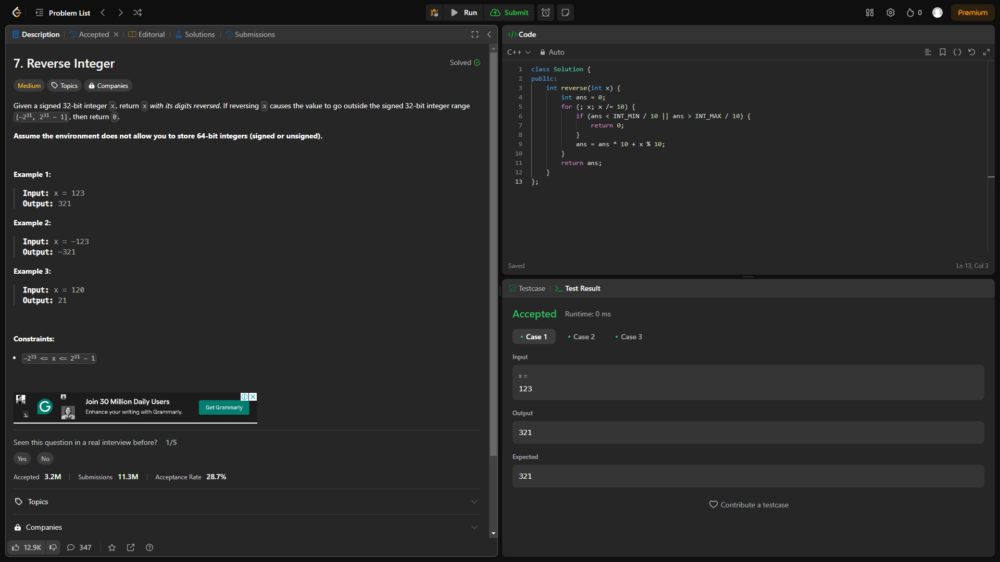 Problem List
Run
Submit
0
Premium
Description
Accepted
Editorial
Solutions
Submissions
7. Reverse Integer
Solved
Medium
Topics
Companies
Given a signed 32-bit integer x, return x with its digits reversed. If reversing x causes the value to go outside the signed 32-bit integer range
[-2³¹, 2³¹ - 1], then return 0.
Assume the environment does not allow you to store 64-bit integers (signed or unsigned).
Example 1:
Input: x = 123
Output: 321
Example 2:
Input: x = -123
Output: -321
Example 3:
Input: x = 120
Output: 21
Constraints:
• -2³¹ <= x <= 2³¹ - 1
Join 30 Million Daily Users
Enhance your writing with Grammarly.
Get Grammarly
Seen this question in a real interview before? 1/5
Yes
No
Accepted 3.2M
Submissions 11.3M
Acceptance Rate 28.7%
Topics
Companies
12.9K
347
Code
C++
Auto
1 class Solution {
2 public:
3     int reverse(int x) {
4         int ans = 0;
5         for (; x; x /= 10) {
6             if (ans < INT_MIN / 10 || ans > INT_MAX / 10) {
7                 return 0;
8             }
9             ans = ans * 10 + x % 10;
10         }
11         return ans;
12     }
13 };
Saved
Ln 13, Col 3
Testcase
Test Result
Accepted
Runtime: 0 ms
• Case 1
• Case 2
• Case 3
Input
x =
123
Output
321
Expected
321
Contribute a testcase